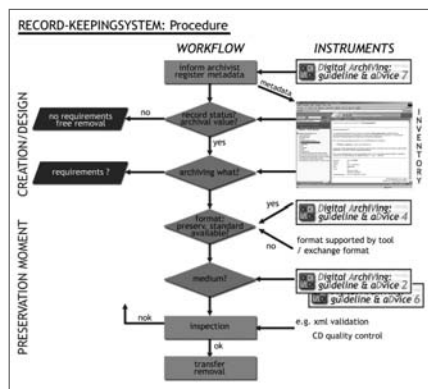 RECORD-KEEPINGSYSTEM: Procedure
WORKFLOW
INSTRUMENTS
inform archivist
register metadata
Digital ArchiVing:
guideline & aDvice 7
metadata
CREATION/DESIGN
no requirements
free removal
no
record status?
archival value?
INVENTORY
yes
requirements ?
archiving what?
PRESERVATION MOMENT
format:
preserv. standard
available?
yes
Digital ArchiVing:
guideline & aDvice 4
no
format supported by tool
/ exchange format
medium?
Digital ArchiVing:
guideline & aDvice 2
guideline & aDvice 6
nok
inspection
e.g. xml validation
CD quality control
ok
transfer
removal